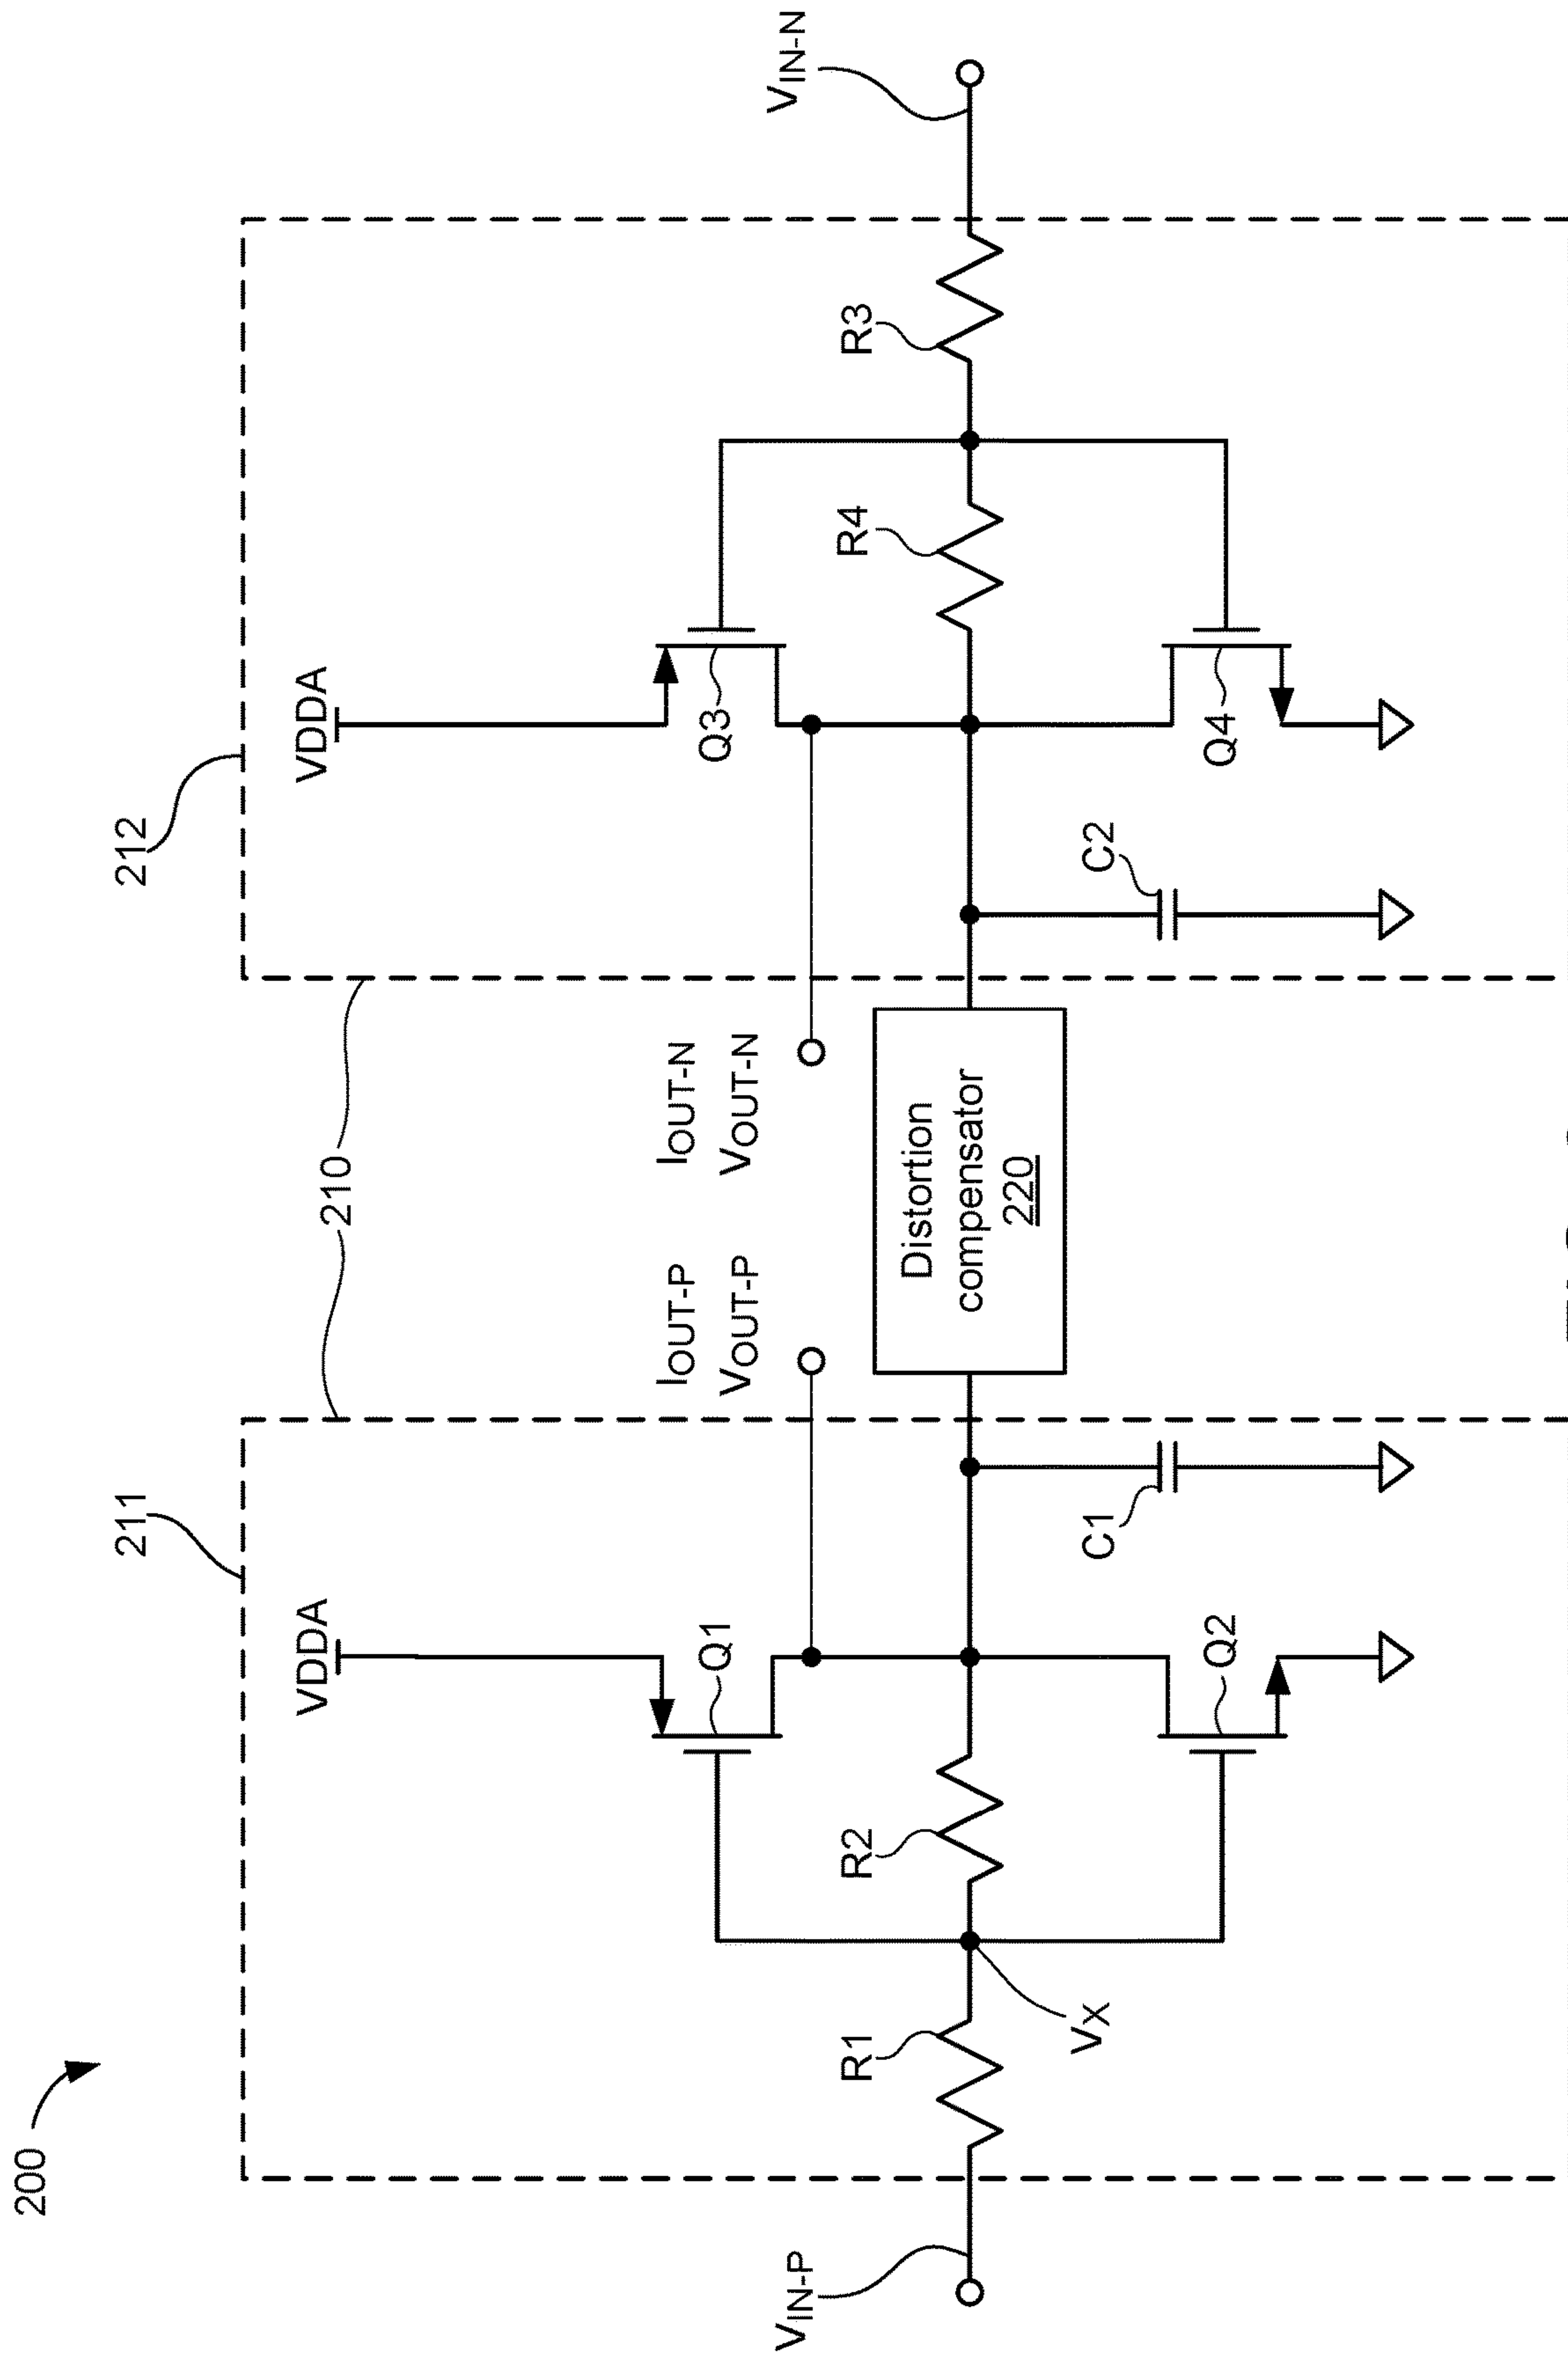 200
211
210
212
VDDA
VDDA
IOUT-P
VOUT-P
IOUT-N
VOUT-N
Q1
Q3
VIN-P
R1
R2
Distortion
compensator
220
R4
R3
VIN-N
VX
C1
C2
Q2
Q4